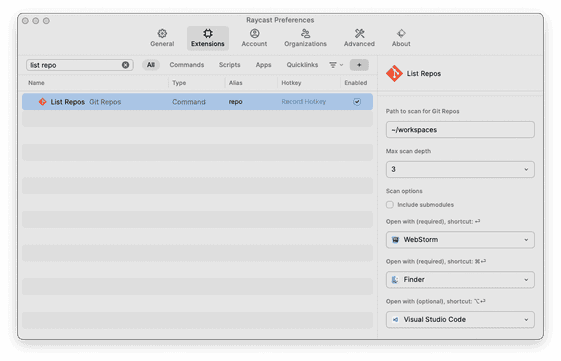 Raycast Preferences
General
Extensions
Account
Organizations
Advanced
About
list repo
All
Commands
Scripts
Apps
Quicklinks
+
Name
Type
Alias
Hotkey
Enabled
List Repos Git Repos
Command
repo
Record Hotkey
List Repos
Path to scan for Git Repos
~/workspaces
Max scan depth
3
Scan options
Include submodules
Open with (required), shortcut: ⏎
WebStorm
Open with (required), shortcut: ⌘⏎
Finder
Open with (optional), shortcut: ⌥⏎
Visual Studio Code